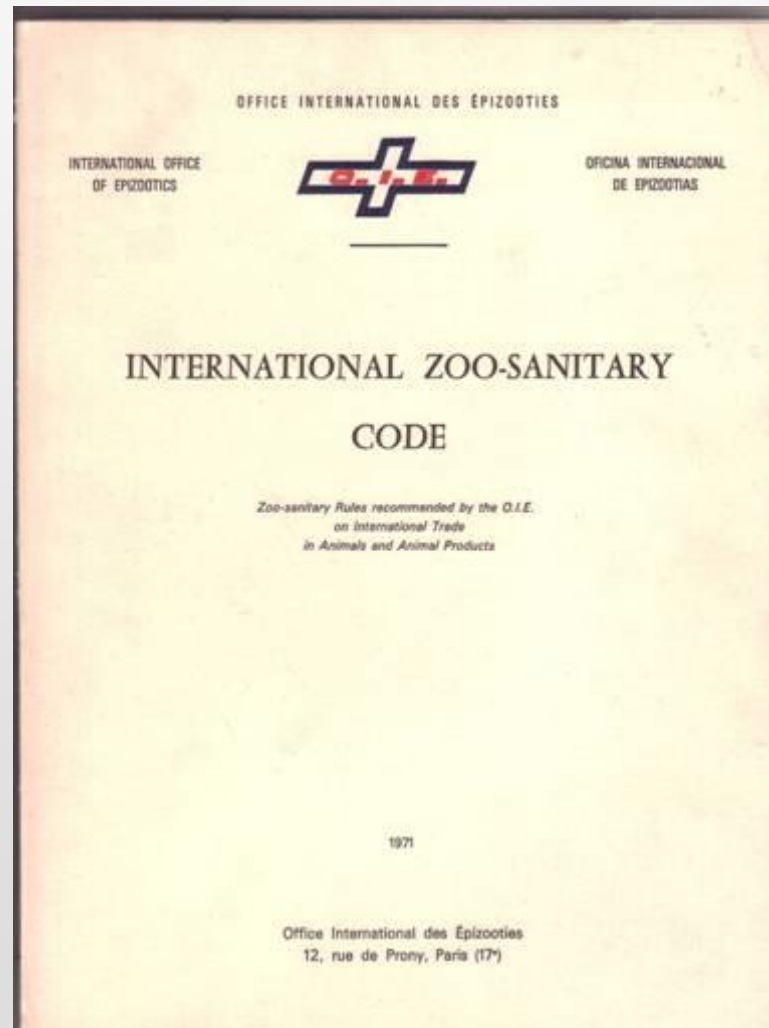 OFFICE INTERNATIONAL DES ÉPIZOOTIES
INTERNATIONAL OFFICE
OF EPIZOOTICS
O. I. E.
OFICINA INTERNACIONAL
DE EPIZOOTIAS
INTERNATIONAL ZOO-SANITARY
CODE
Zoo-sanitary Rules recommended by the O.I.E.
on International Trade
in Animals and Animal Products
1971
Office International des Épizooties
12, rue de Prony, Paris (17e)